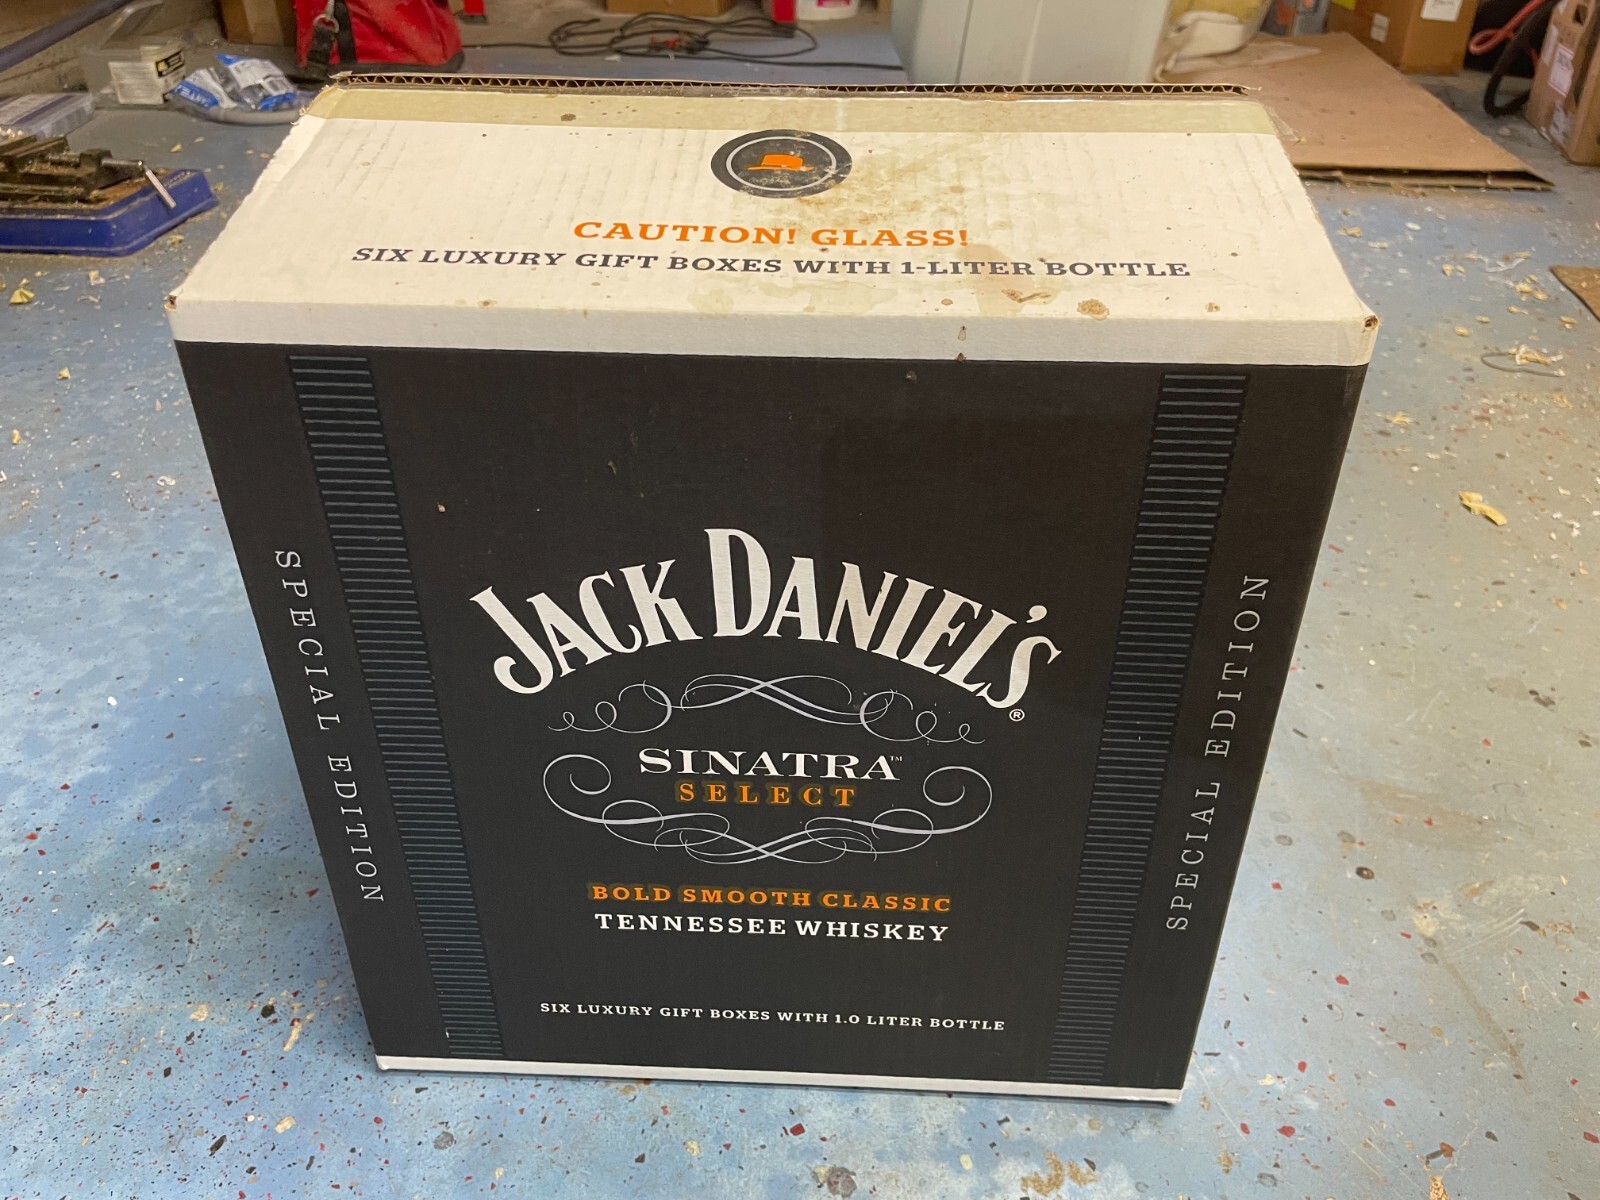 CAUTION! GLASS!
SIX LUXURY GIFT BOXES WITH 1-LITER BOTTLE
SPECIAL EDITION
JACK DANIEL'S®
SINATRA™
SELECT
BOLD SMOOTH CLASSIC
TENNESSEE WHISKEY
SIX LUXURY GIFT BOXES WITH 1.0 LITER BOTTLE
SPECIAL EDITION